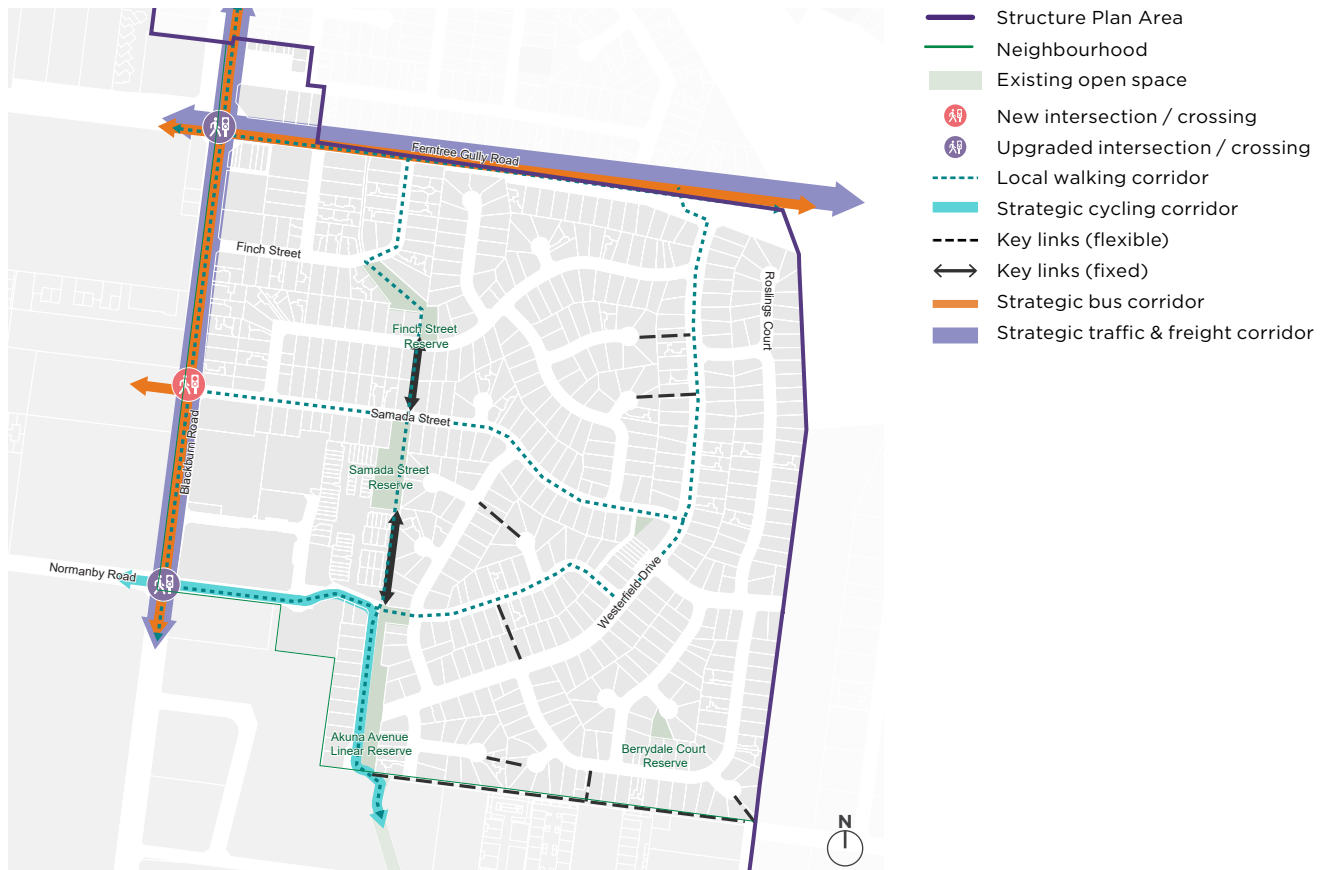 Structure Plan Area
Neighbourhood
Existing open space
New intersection / crossing
Upgraded intersection / crossing
Local walking corridor
Strategic cycling corridor
Key links (flexible)
Key links (fixed)
Strategic bus corridor
Strategic traffic & freight corridor
Ferntree Gully Road
Finch Street
Roslings Court
Finch Street
Reserve
Samada Street
Blackburn Road
Samada Street
Reserve
Normanby Road
Westerfield Drive
Akuna Avenue
Linear Reserve
Berrydale Court
Reserve
N